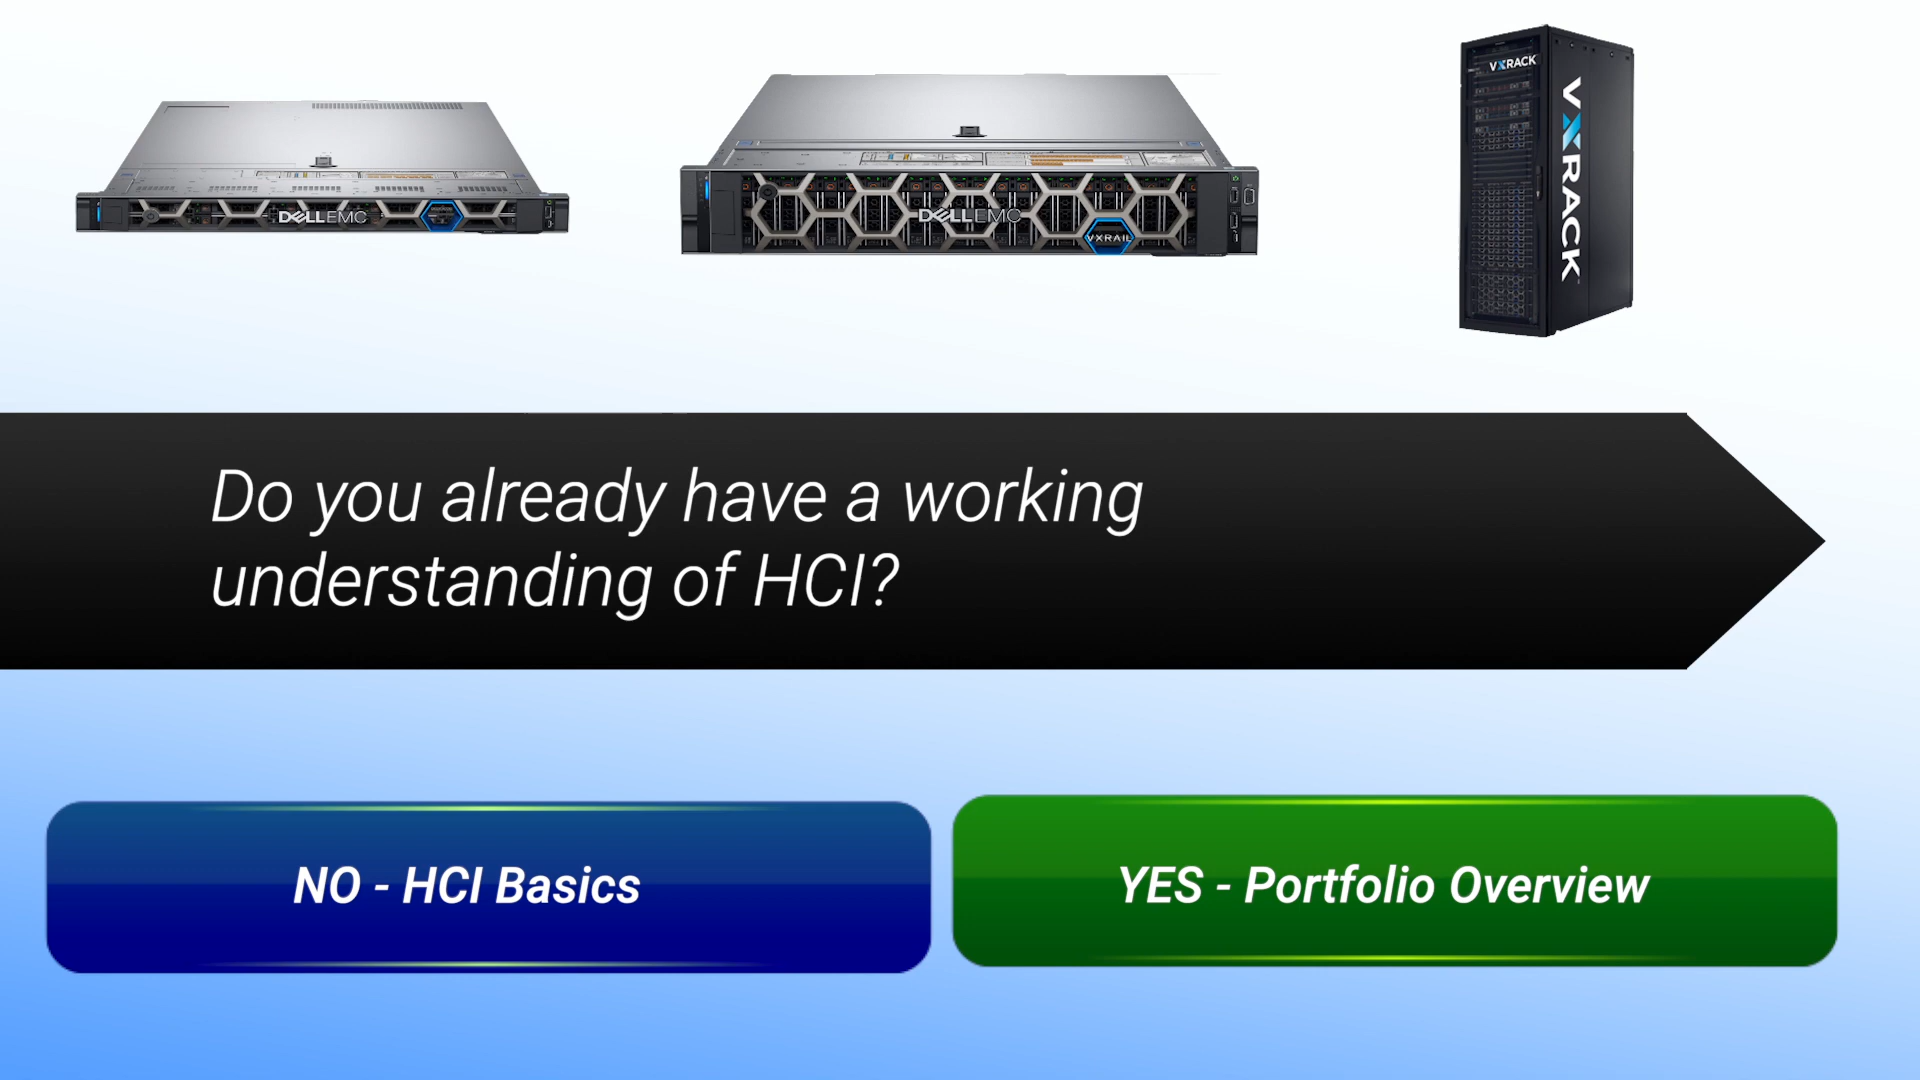 VXRACK
VXRACK
DELLEMC
DELLEMC
VXRAIL
Do you already have a working
understanding of HCI?
NO - HCI Basics
YES - Portfolio Overview